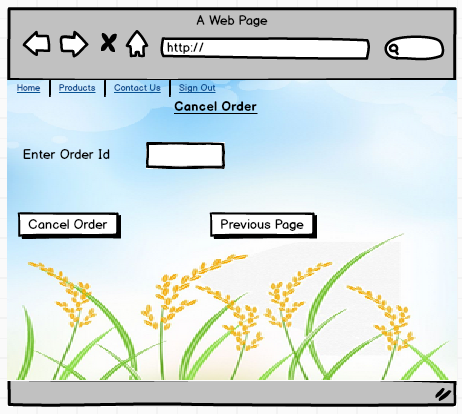 A Web Page
http://
Home Products Contact Us Sign Out
Cancel Order
Enter Order Id
Cancel Order Previous Page